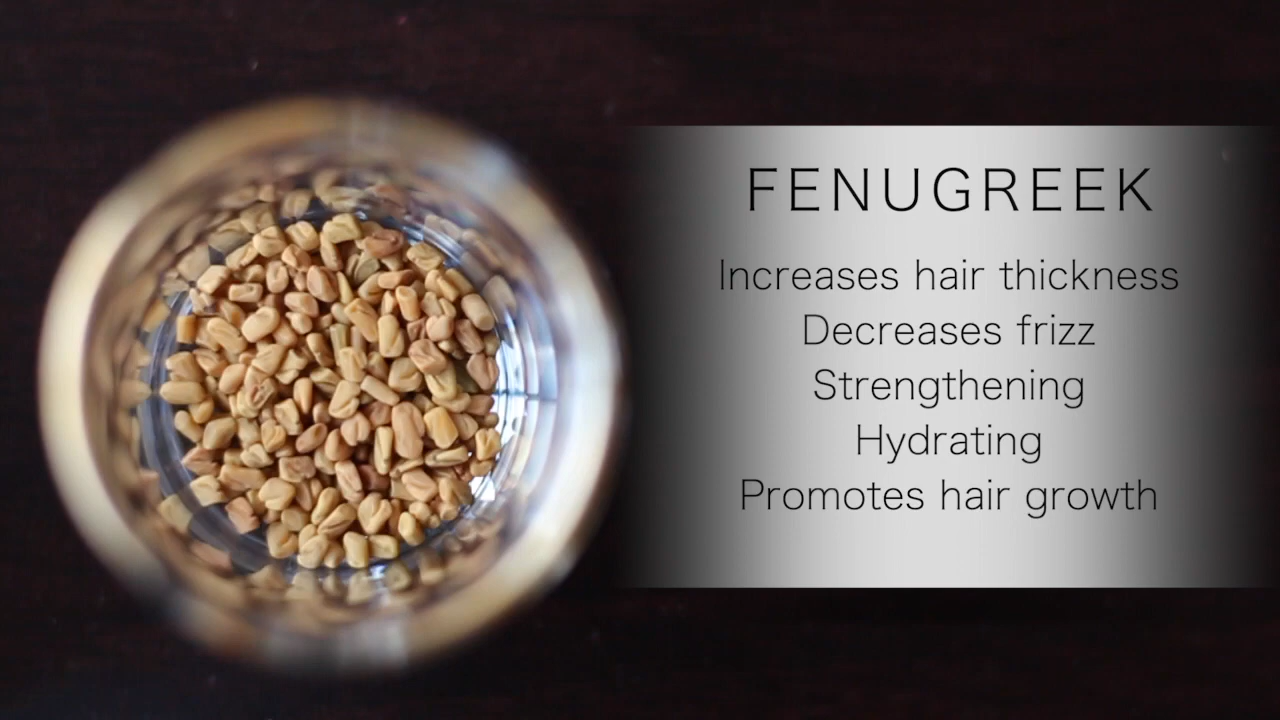 FENUGREEK
Increases hair thickness
Decreases frizz
Strengthening
Hydrating
Promotes hair growth